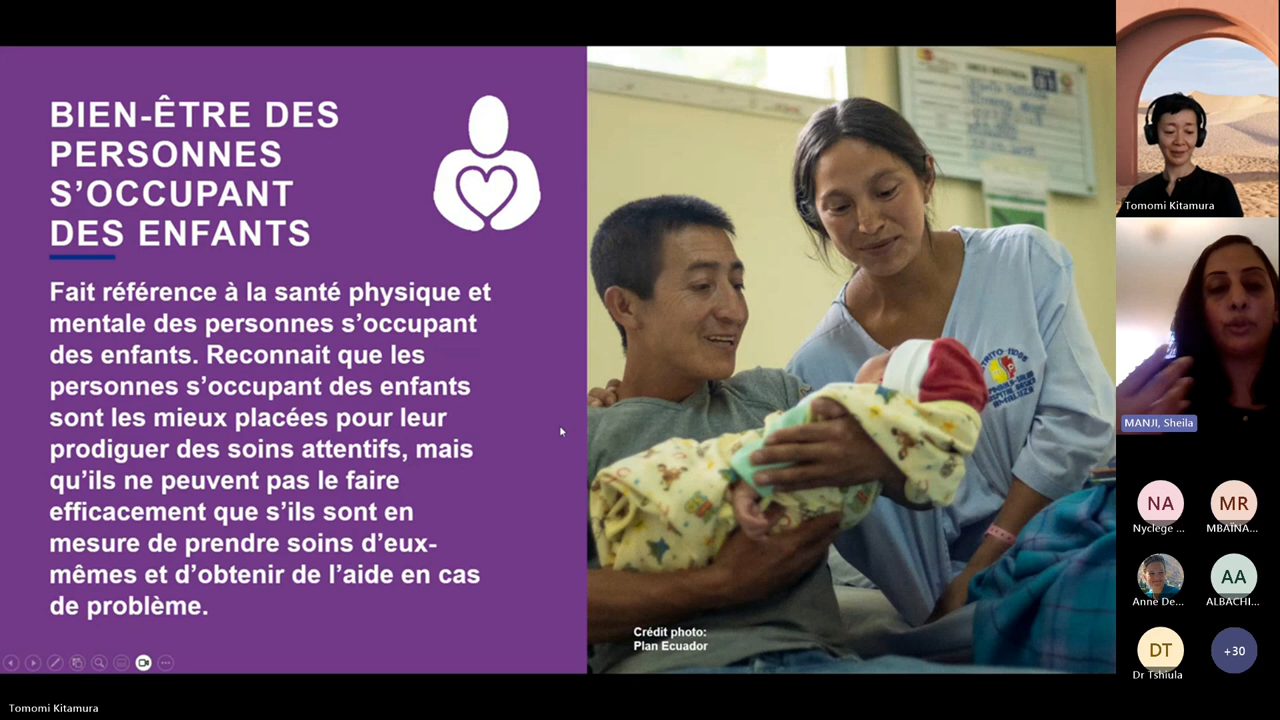 BIEN-ÊTRE DES
PERSONNES
S’OCCUPANT
DES ENFANTS
Fait référence à la santé physique et
mentale des personnes s’occupant
des enfants. Reconnait que les
personnes s’occupant des enfants
sont les mieux placées pour leur
prodiguer des soins attentifs, mais
qu’ils ne peuvent pas le faire
efficacement que s’ils sont en
mesure de prendre soins d’eux-
mêmes et d’obtenir de l’aide en cas
de problème.
Crédit photo:
Plan Ecuador
Tomomi Kitamura
MANJI, Sheila
NA
Nyclege ...
MR
MBAÏNA...
Anne De...
AA
ALBACHI...
DT
Dr Tshiula
+30
Tomomi Kitamura